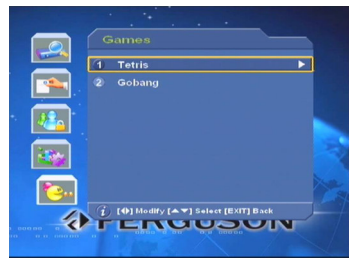 Games
1 Tetris
2 Gobang
[◀▶] Modify [▲▼] Select [EXIT] Back
FERGUSON